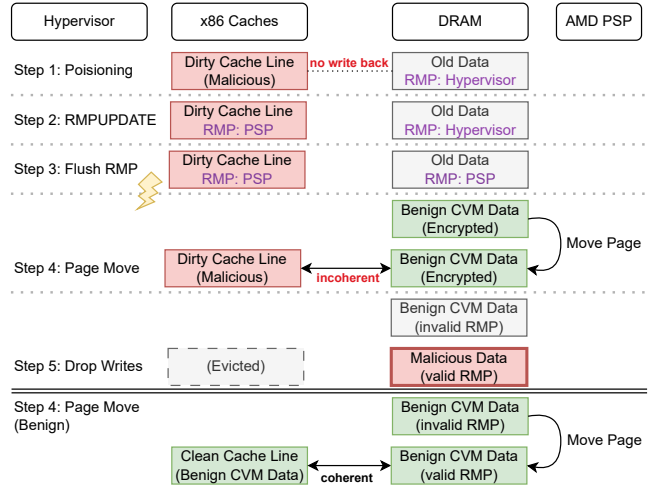 Hypervisor
x86 Caches
DRAM
AMD PSP
Step 1: Poisioning
Dirty Cache Line
(Malicious)
no write back
Old Data
RMP: Hypervisor
Step 2: RMPUPDATE
Dirty Cache Line
RMP: PSP
Old Data
RMP: Hypervisor
Step 3: Flush RMP
Dirty Cache Line
RMP: PSP
Old Data
RMP: PSP
Benign CVM Data
(Encrypted)
Move Page
Step 4: Page Move
Dirty Cache Line
(Malicious)
incoherent
Benign CVM Data
(Encrypted)
Benign CVM Data
(invalid RMP)
Step 5: Drop Writes
(Evicted)
Malicious Data
(valid RMP)
Step 4: Page Move
(Benign)
Benign CVM Data
(invalid RMP)
Move Page
Clean Cache Line
(Benign CVM Data)
coherent
Benign CVM Data
(valid RMP)